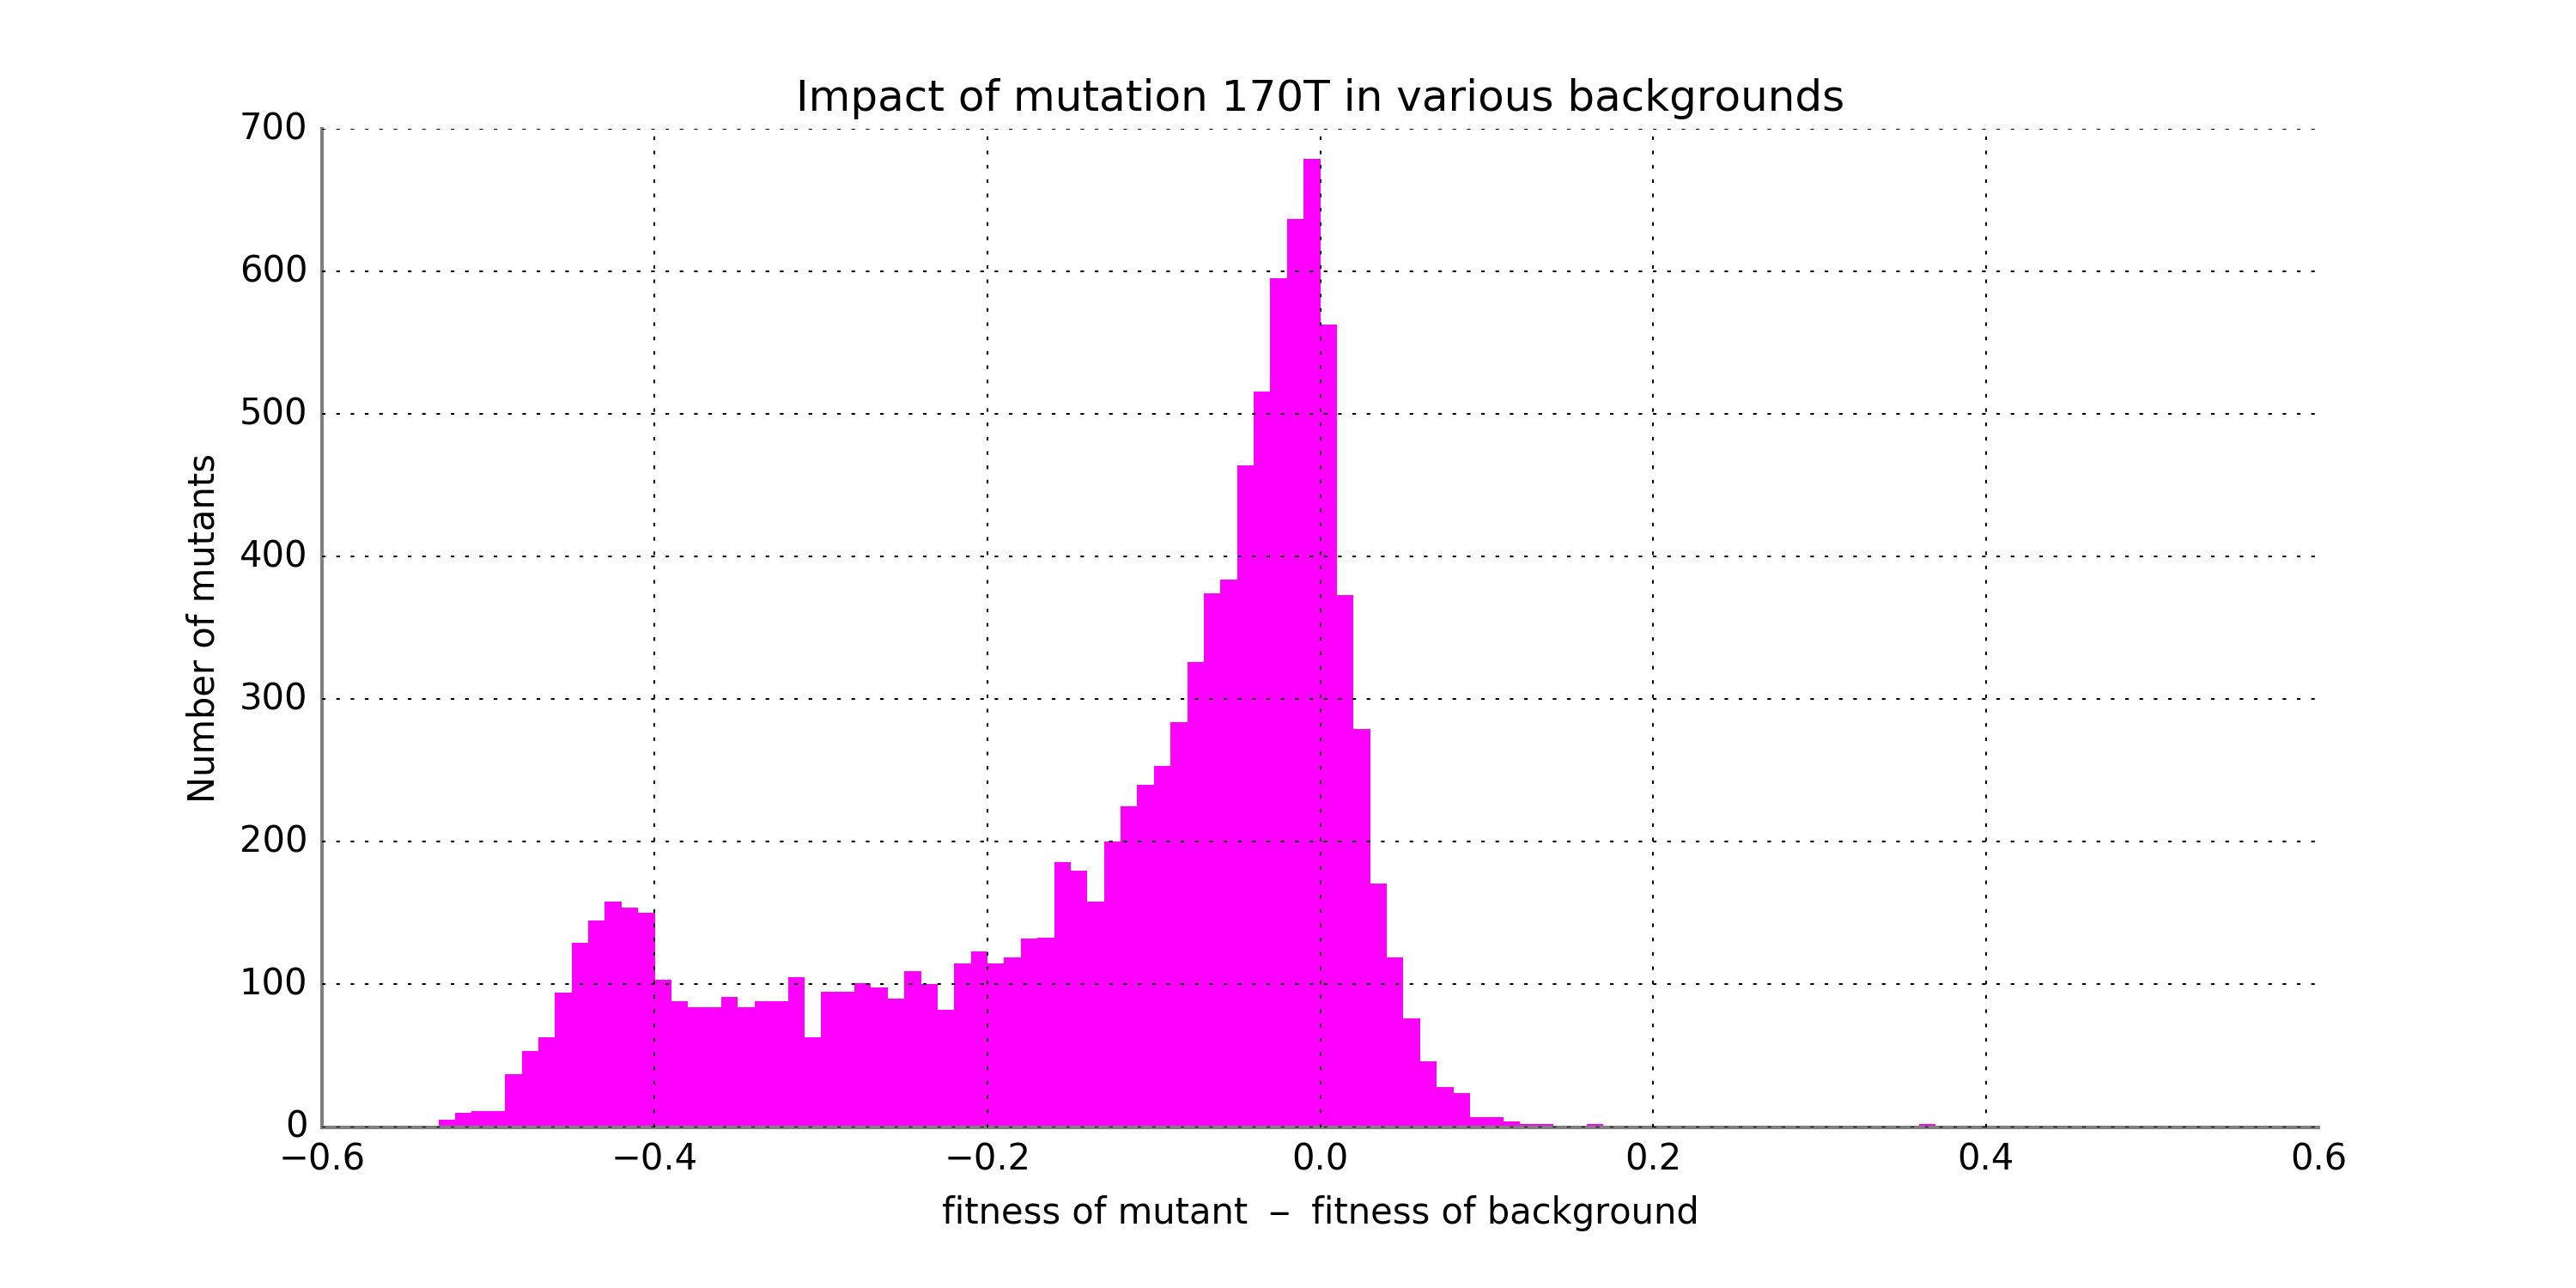 Impact of mutation 170T in various backgrounds
700
600
500
400
300
200
100
0
Number of mutants
−0.6 −0.4 −0.2 0.0 0.2 0.4 0.6
fitness of mutant − fitness of background